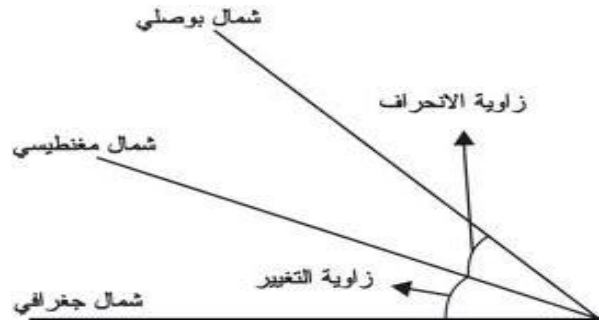 شمال بوصلي
زاوية الانحراف
شمال مغنطيسي
زاوية التغيير
شمال جغرافي